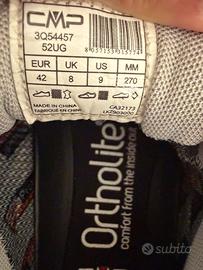 CMP
3Q54457
52UG
EUR UK US MM
42 8 9 270
MADE IN CHINA
FABRIQUÉ EN CHINE
CA32173
Ortholite
comfort from the inside out
subito